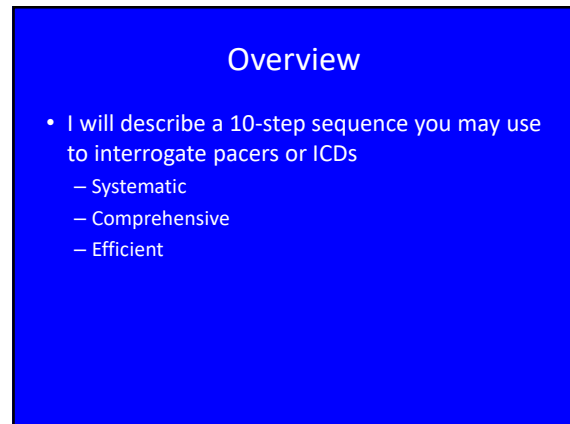 Overview
• I will describe a 10-step sequence you may use
to interrogate pacers or ICDs
– Systematic
– Comprehensive
– Efficient